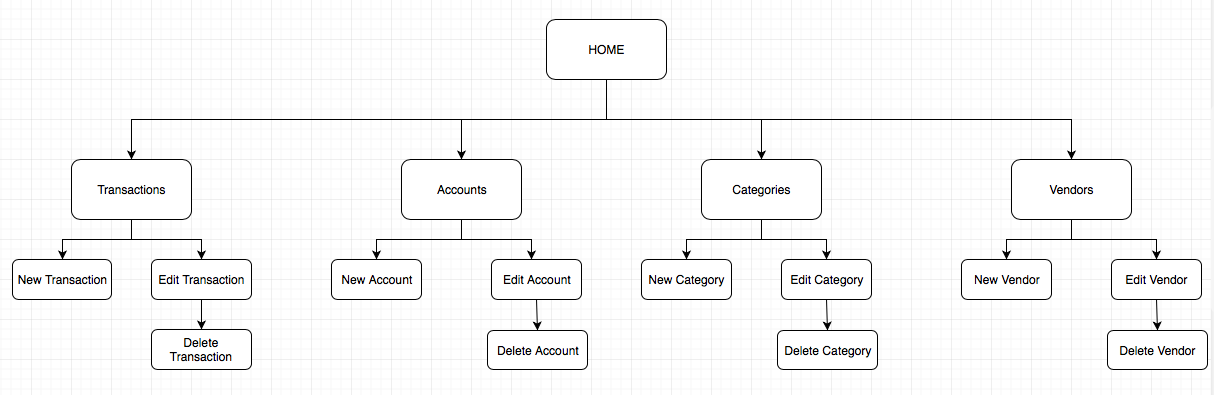 HOME
Transactions
Accounts
Categories
Vendors
New Transaction
Edit Transaction
New Account
Edit Account
New Category
Edit Category
New Vendor
Edit Vendor
Delete
Transaction
Delete Account
Delete Category
Delete Vendor